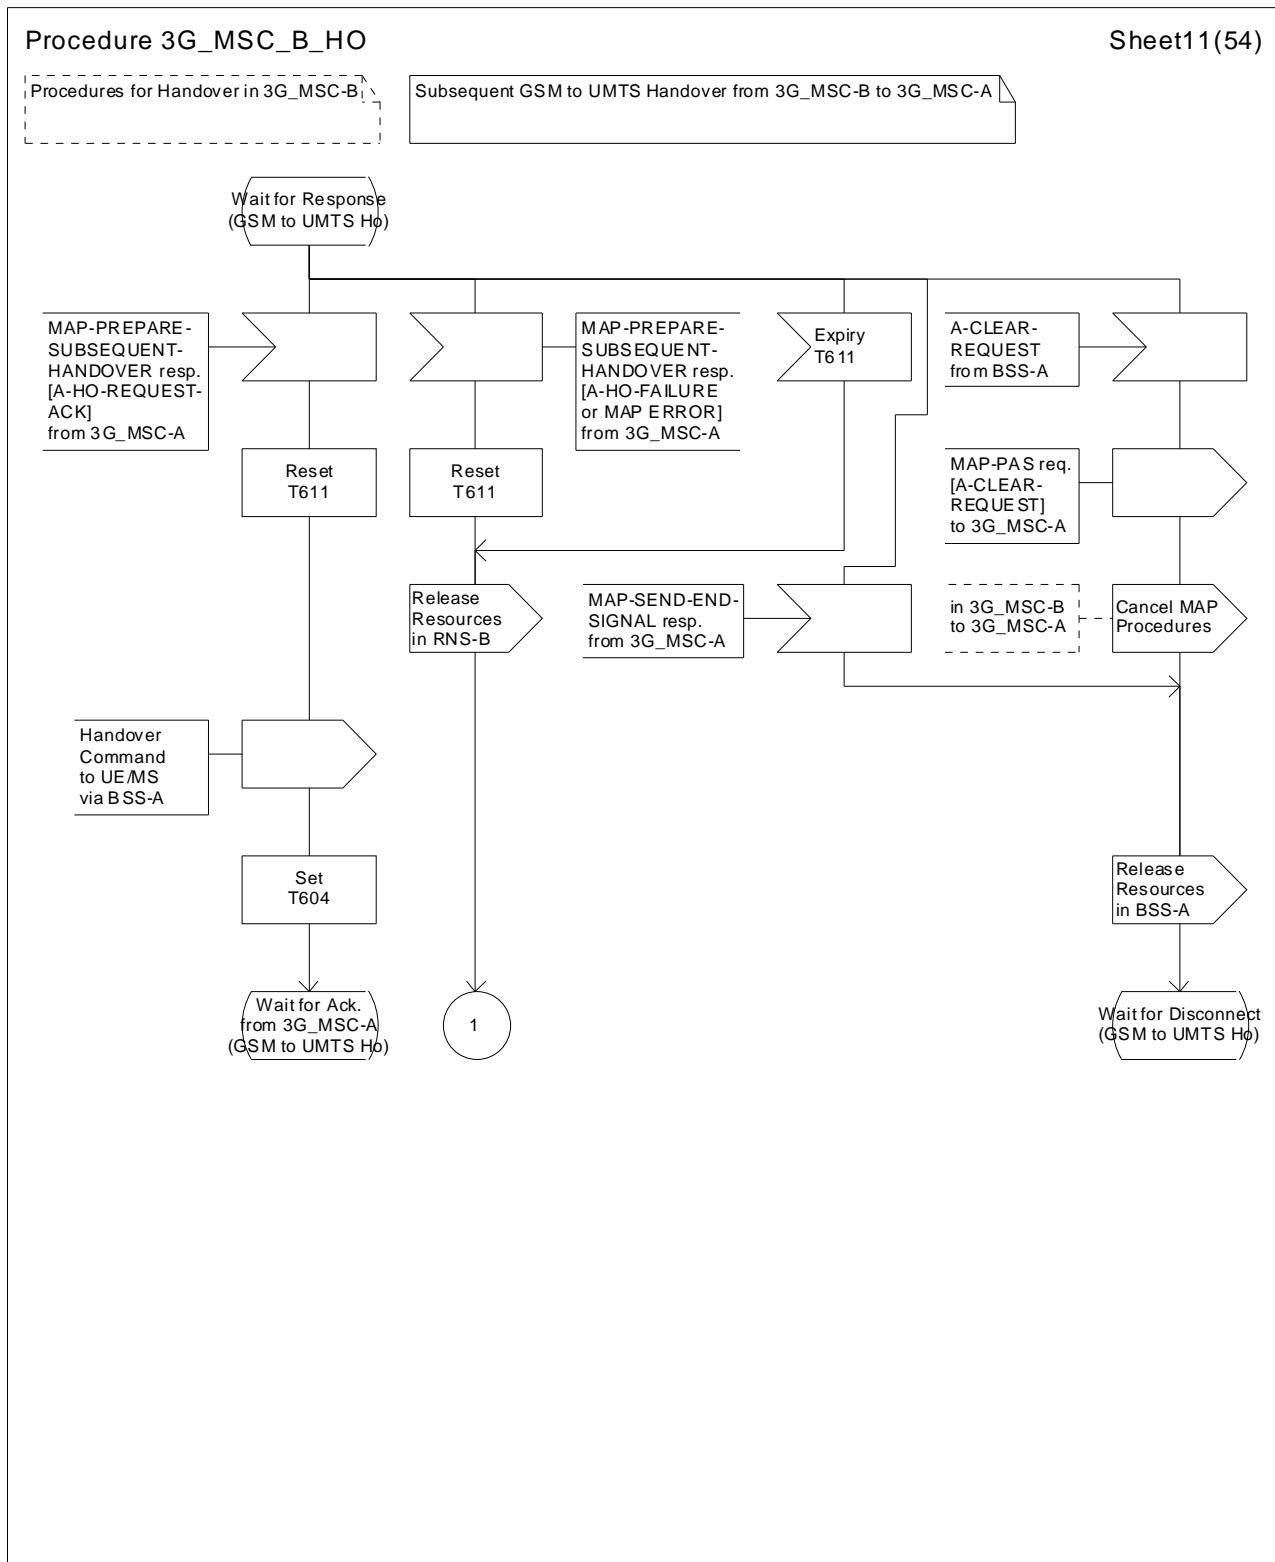 Procedure 3G_MSC_B_HO
Sheet11(54)
Procedures for Handover in 3G_MSC-B
Subsequent GSM to UMTS Handover from 3G_MSC-B to 3G_MSC-A
Wait for Response
(GSM to UMTS Ho)
MAP-PREPARE-
SUBSEQUENT-
HANDOVER resp.
[A-HO-REQUEST-
ACK]
from 3G_MSC-A
MAP-PREPARE-
SUBSEQUENT-
HANDOVER resp.
[A-HO-FAILURE
or MAP ERROR]
from 3G_MSC-A
Expiry
T611
A-CLEAR-
REQUEST
from BSS-A
Reset
T611
Reset
T611
MAP-PAS req.
[A-CLEAR-
REQUEST]
to 3G_MSC-A
Release
Resources
in RNS-B
MAP-SEND-END-
SIGNAL resp.
from 3G_MSC-A
in 3G_MSC-B
to 3G_MSC-A
Cancel MAP
Procedures
Handover
Command
to UE/MS
via BSS-A
Set
T604
Release
Resources
in BSS-A
Wait for Ack.
from 3G_MSC-A
(GSM to UMTS Ho)
1
Wait for Disconnect
(GSM to UMTS Ho)